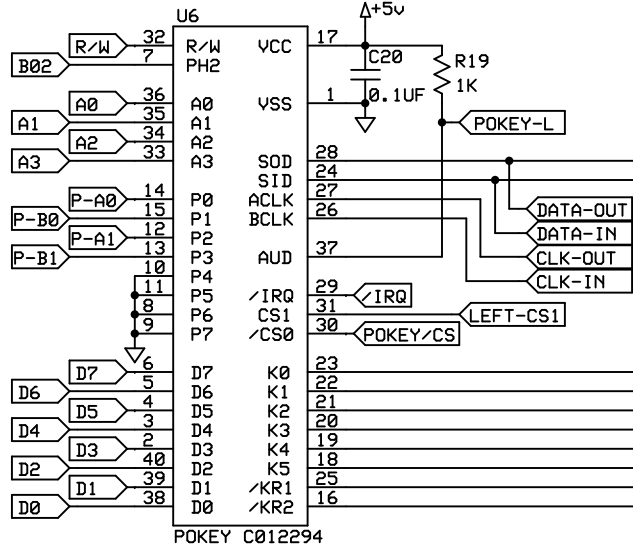 U6
+5v
R/W 32 R/W VCC 17
B02 7 PH2
C20
R19
1K
0.1UF
A0 36 A0 VSS 1
A1 35 A1
POKEY-L
A2 34 A2
A3 33 A3 SOD 28
SID 24
P-A0 14 P0 ACLK 27
P-B0 15 P1 BCLK 26
DATA-OUT
P-A1 12 P2
DATA-IN
P-B1 13 P3 AUD 37
CLK-OUT
10 P4
CLK-IN
11 P5 /IRQ 29 /IRQ
8 P6 CS1 31 LEFT-CS1
9 P7 /CS0 30 POKEY/CS
D7 6 D7 K0 23
D6 5 D6 K1 22
D5 4 D5 K2 21
D4 3 D4 K3 20
D3 2 D3 K4 19
D2 40 D2 K5 18
D1 39 D1 /KR1 25
D0 38 D0 /KR2 16
POKEY C012294